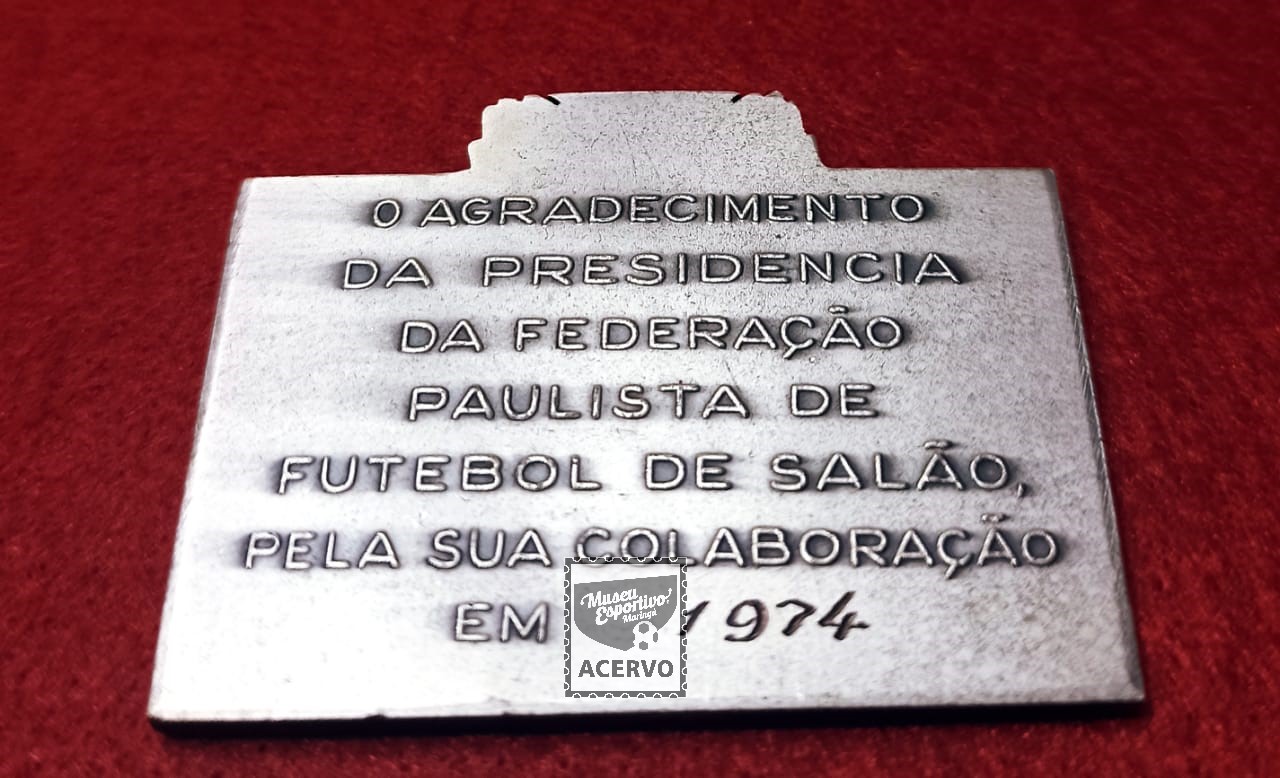 O AGRADECIMENTO
DA PRESIDENCIA
DA FEDERAÇÃO
PAULISTA DE
FUTEBOL DE SALÃO,
PELA SUA COLABORAÇÃO
EM 1974
Museu
Esportivo
Maringá
ACERVO